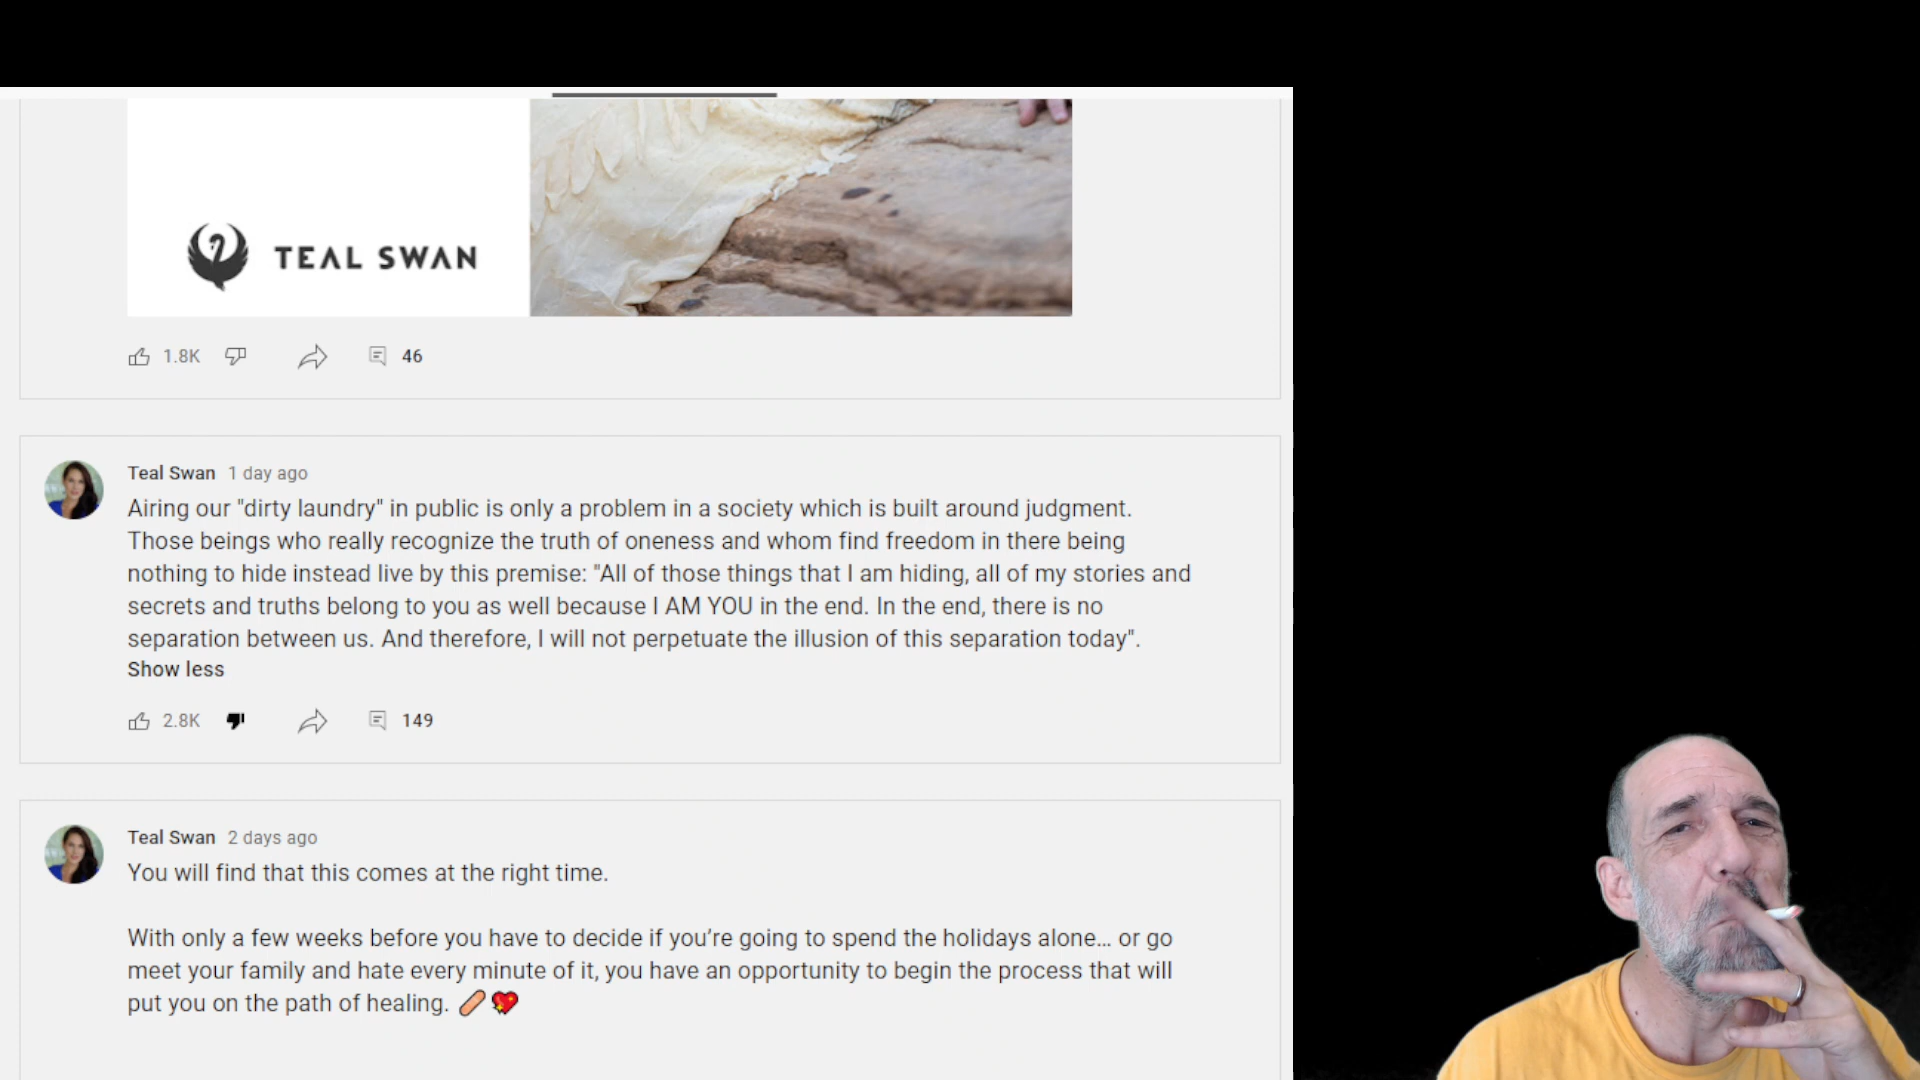 TEAL SWAN
1.8K 46
Teal Swan 1 day ago
Airing our "dirty laundry" in public is only a problem in a society which is built around judgment.
Those beings who really recognize the truth of oneness and whom find freedom in there being
nothing to hide instead live by this premise: "All of those things that I am hiding, all of my stories and
secrets and truths belong to you as well because I AM YOU in the end. In the end, there is no
separation between us. And therefore, I will not perpetuate the illusion of this separation today".
Show less
2.8K 149
Teal Swan 2 days ago
You will find that this comes at the right time.
With only a few weeks before you have to decide if you’re going to spend the holidays alone… or go
meet your family and hate every minute of it, you have an opportunity to begin the process that will
put you on the path of healing.